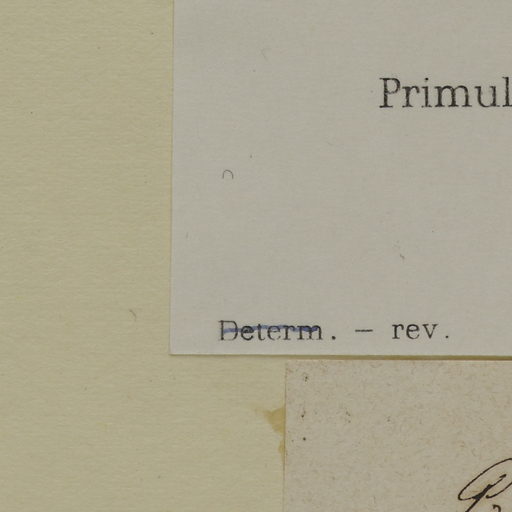 Primul
Determ. – rev.